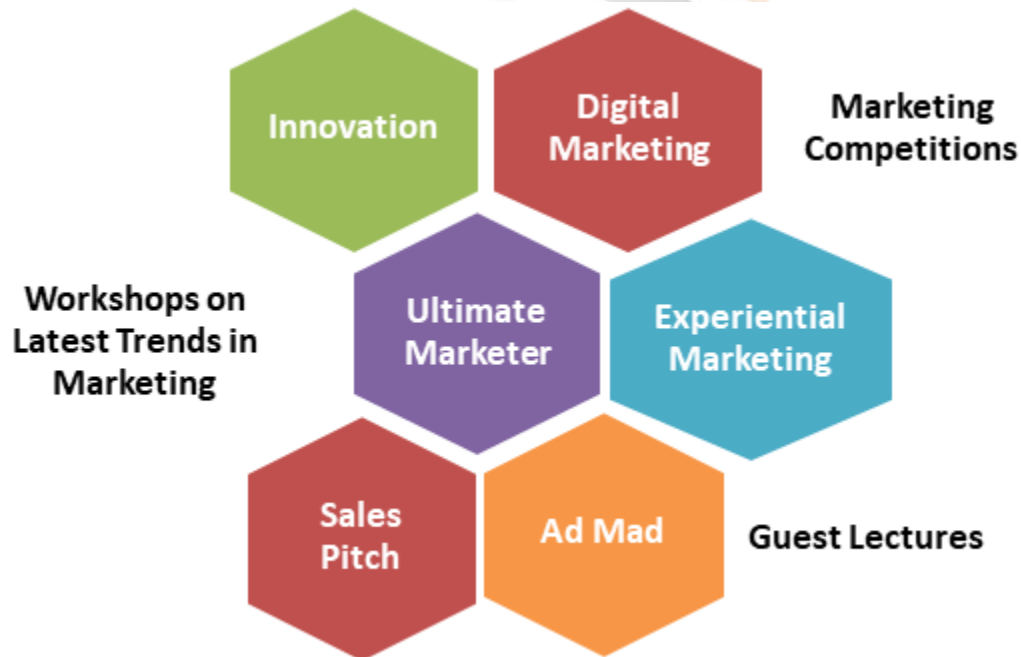 Innovation
Digital
Marketing
Marketing
Competitions
Workshops on
Latest Trends in
Marketing
Ultimate
Marketer
Experiential
Marketing
Sales
Pitch
Ad Mad
Guest Lectures